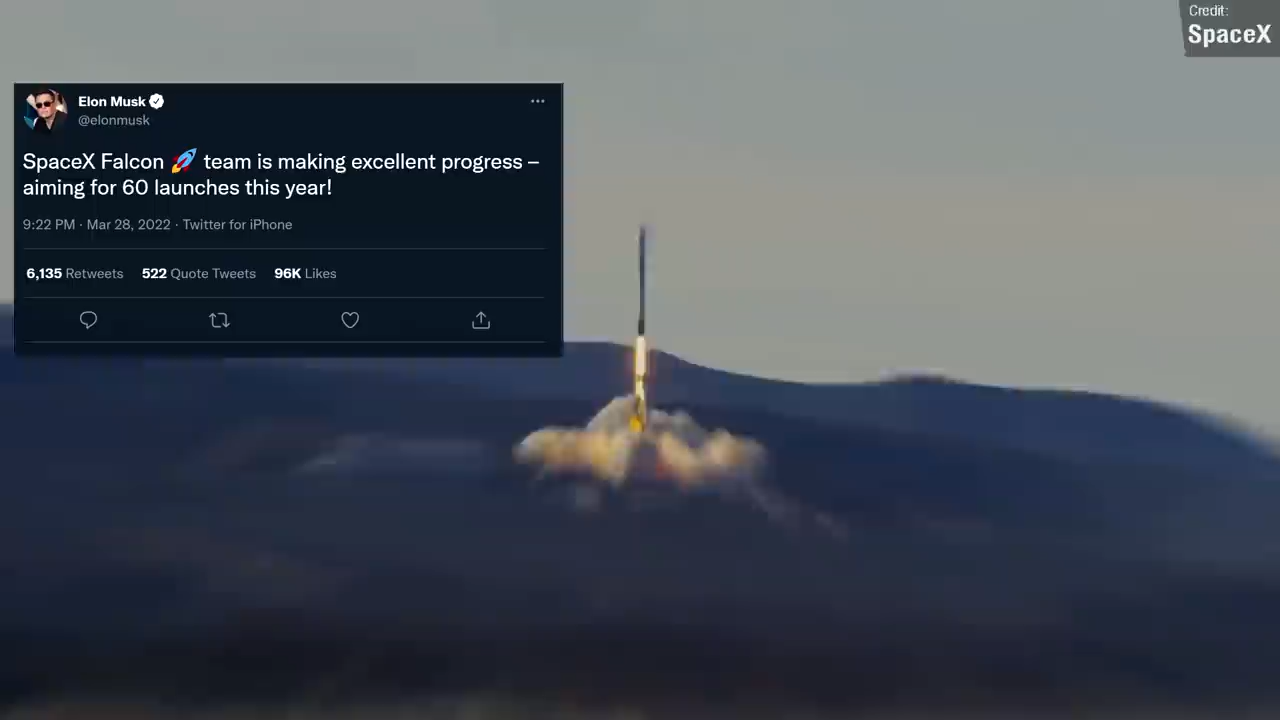 Credit:
SpaceX
Elon Musk
@elonmusk
SpaceX Falcon 🚀 team is making excellent progress –
aiming for 60 launches this year!
9:22 PM · Mar 28, 2022 · Twitter for iPhone
6,135 Retweets 522 Quote Tweets 96K Likes